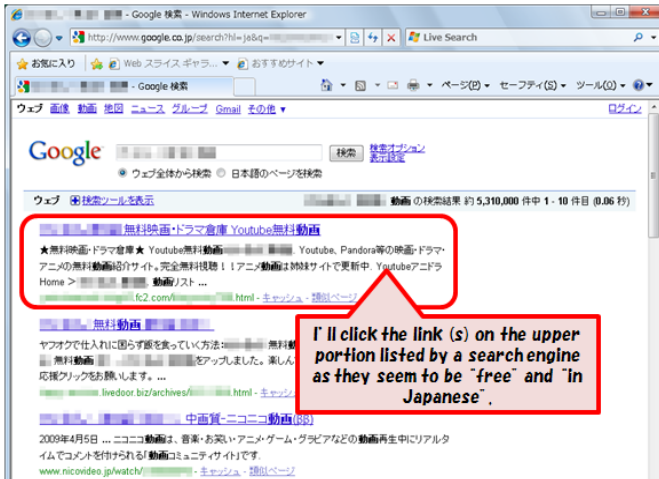 - Google 検索 - Windows Internet Explorer
http://www.google.co.jp/search?hl=ja&q=
Live Search
お気に入り Web スライス ギャラ... おすすめサイト
- Google 検索
ページ(P) セーフティ(S) ツール(O)
ウェブ 画像 動画 地図 ニュース グループ Gmail その他 ▼ ログイン
Google
検索
検索オプション
表示設定
ウェブ全体から検索 日本語のページを検索
ウェブ 検索ツールを表示 動画 の検索結果 約 5,310,000 件中 1 - 10 件目 (0.06 秒)
無料映画・ドラマ倉庫 Youtube無料動画
★無料映画・ドラマ倉庫★ Youtube無料動画 . Youtube、Pandora等の映画・ドラマ・
アニメの無料動画紹介サイト。完全無料視聴！！アニメ動画は姉妹サイトで更新中. Youtubeアニドラ
Home > , 動画リスト ...
.fc2.com/ .html - キャッシュ - 類似ページ
無料動画
ヤフオクで仕入れに困らず飯を食っていく方法: 無料動
無料動画 をアップしました。楽しん
応援クリックをお願いします。 ...
.livedoor.biz/archives/ .html - キャッシュ
中画質‐ニコニコ動画(BB)
2009年4月5日 ... ニコニコ動画は、音楽・お笑い・アニメ・ゲーム・グラビアなどの動画再生中にリアルタ
イムでコメントを付けられる「動画コミュニティサイト」です.
www.nicovideo.jp/watch/ - キャッシュ - 類似ページ
I'll click the link (s) on the upper
portion listed by a search engine
as they seem to be "free" and "in
Japanese".